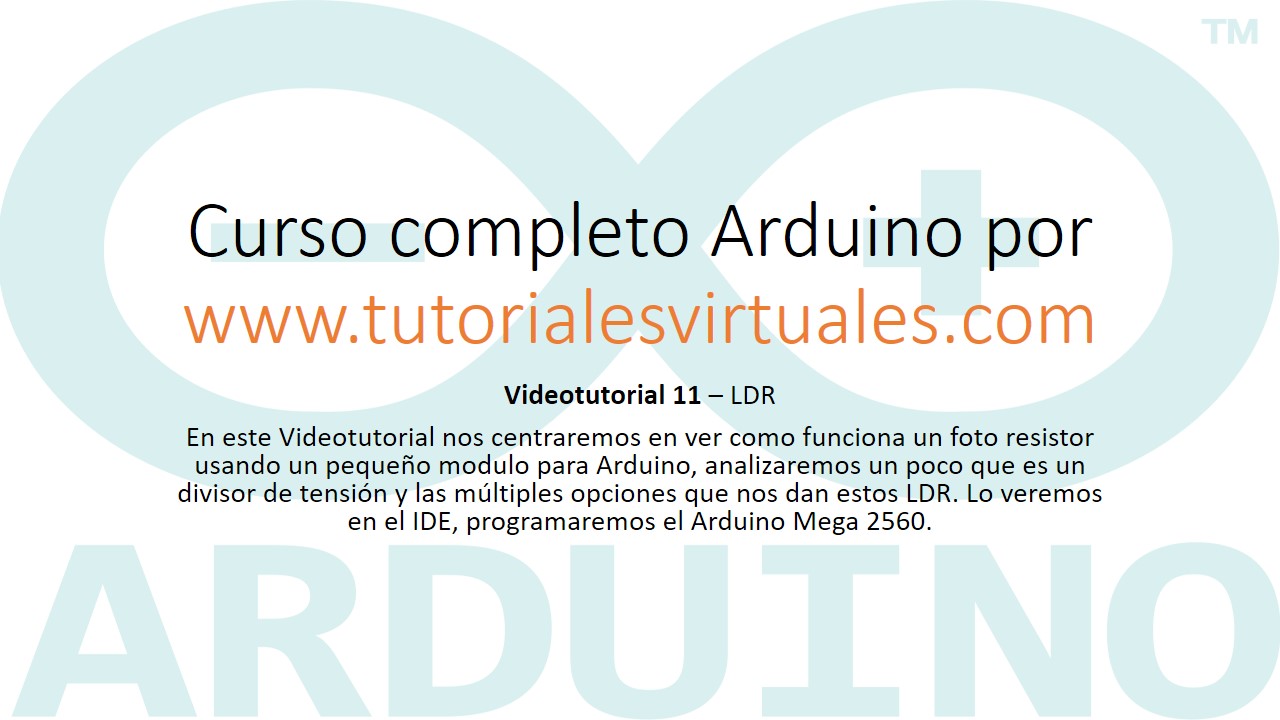 TM
Curso completo Arduino por
www.tutorialesvirtuales.com
Videotutorial 11 – LDR
En este Videotutorial nos centraremos en ver como funciona un foto resistor
usando un pequeño modulo para Arduino, analizaremos un poco que es un
divisor de tensión y las múltiples opciones que nos dan estos LDR. Lo veremos
en el IDE, programaremos el Arduino Mega 2560.
ARDUINO